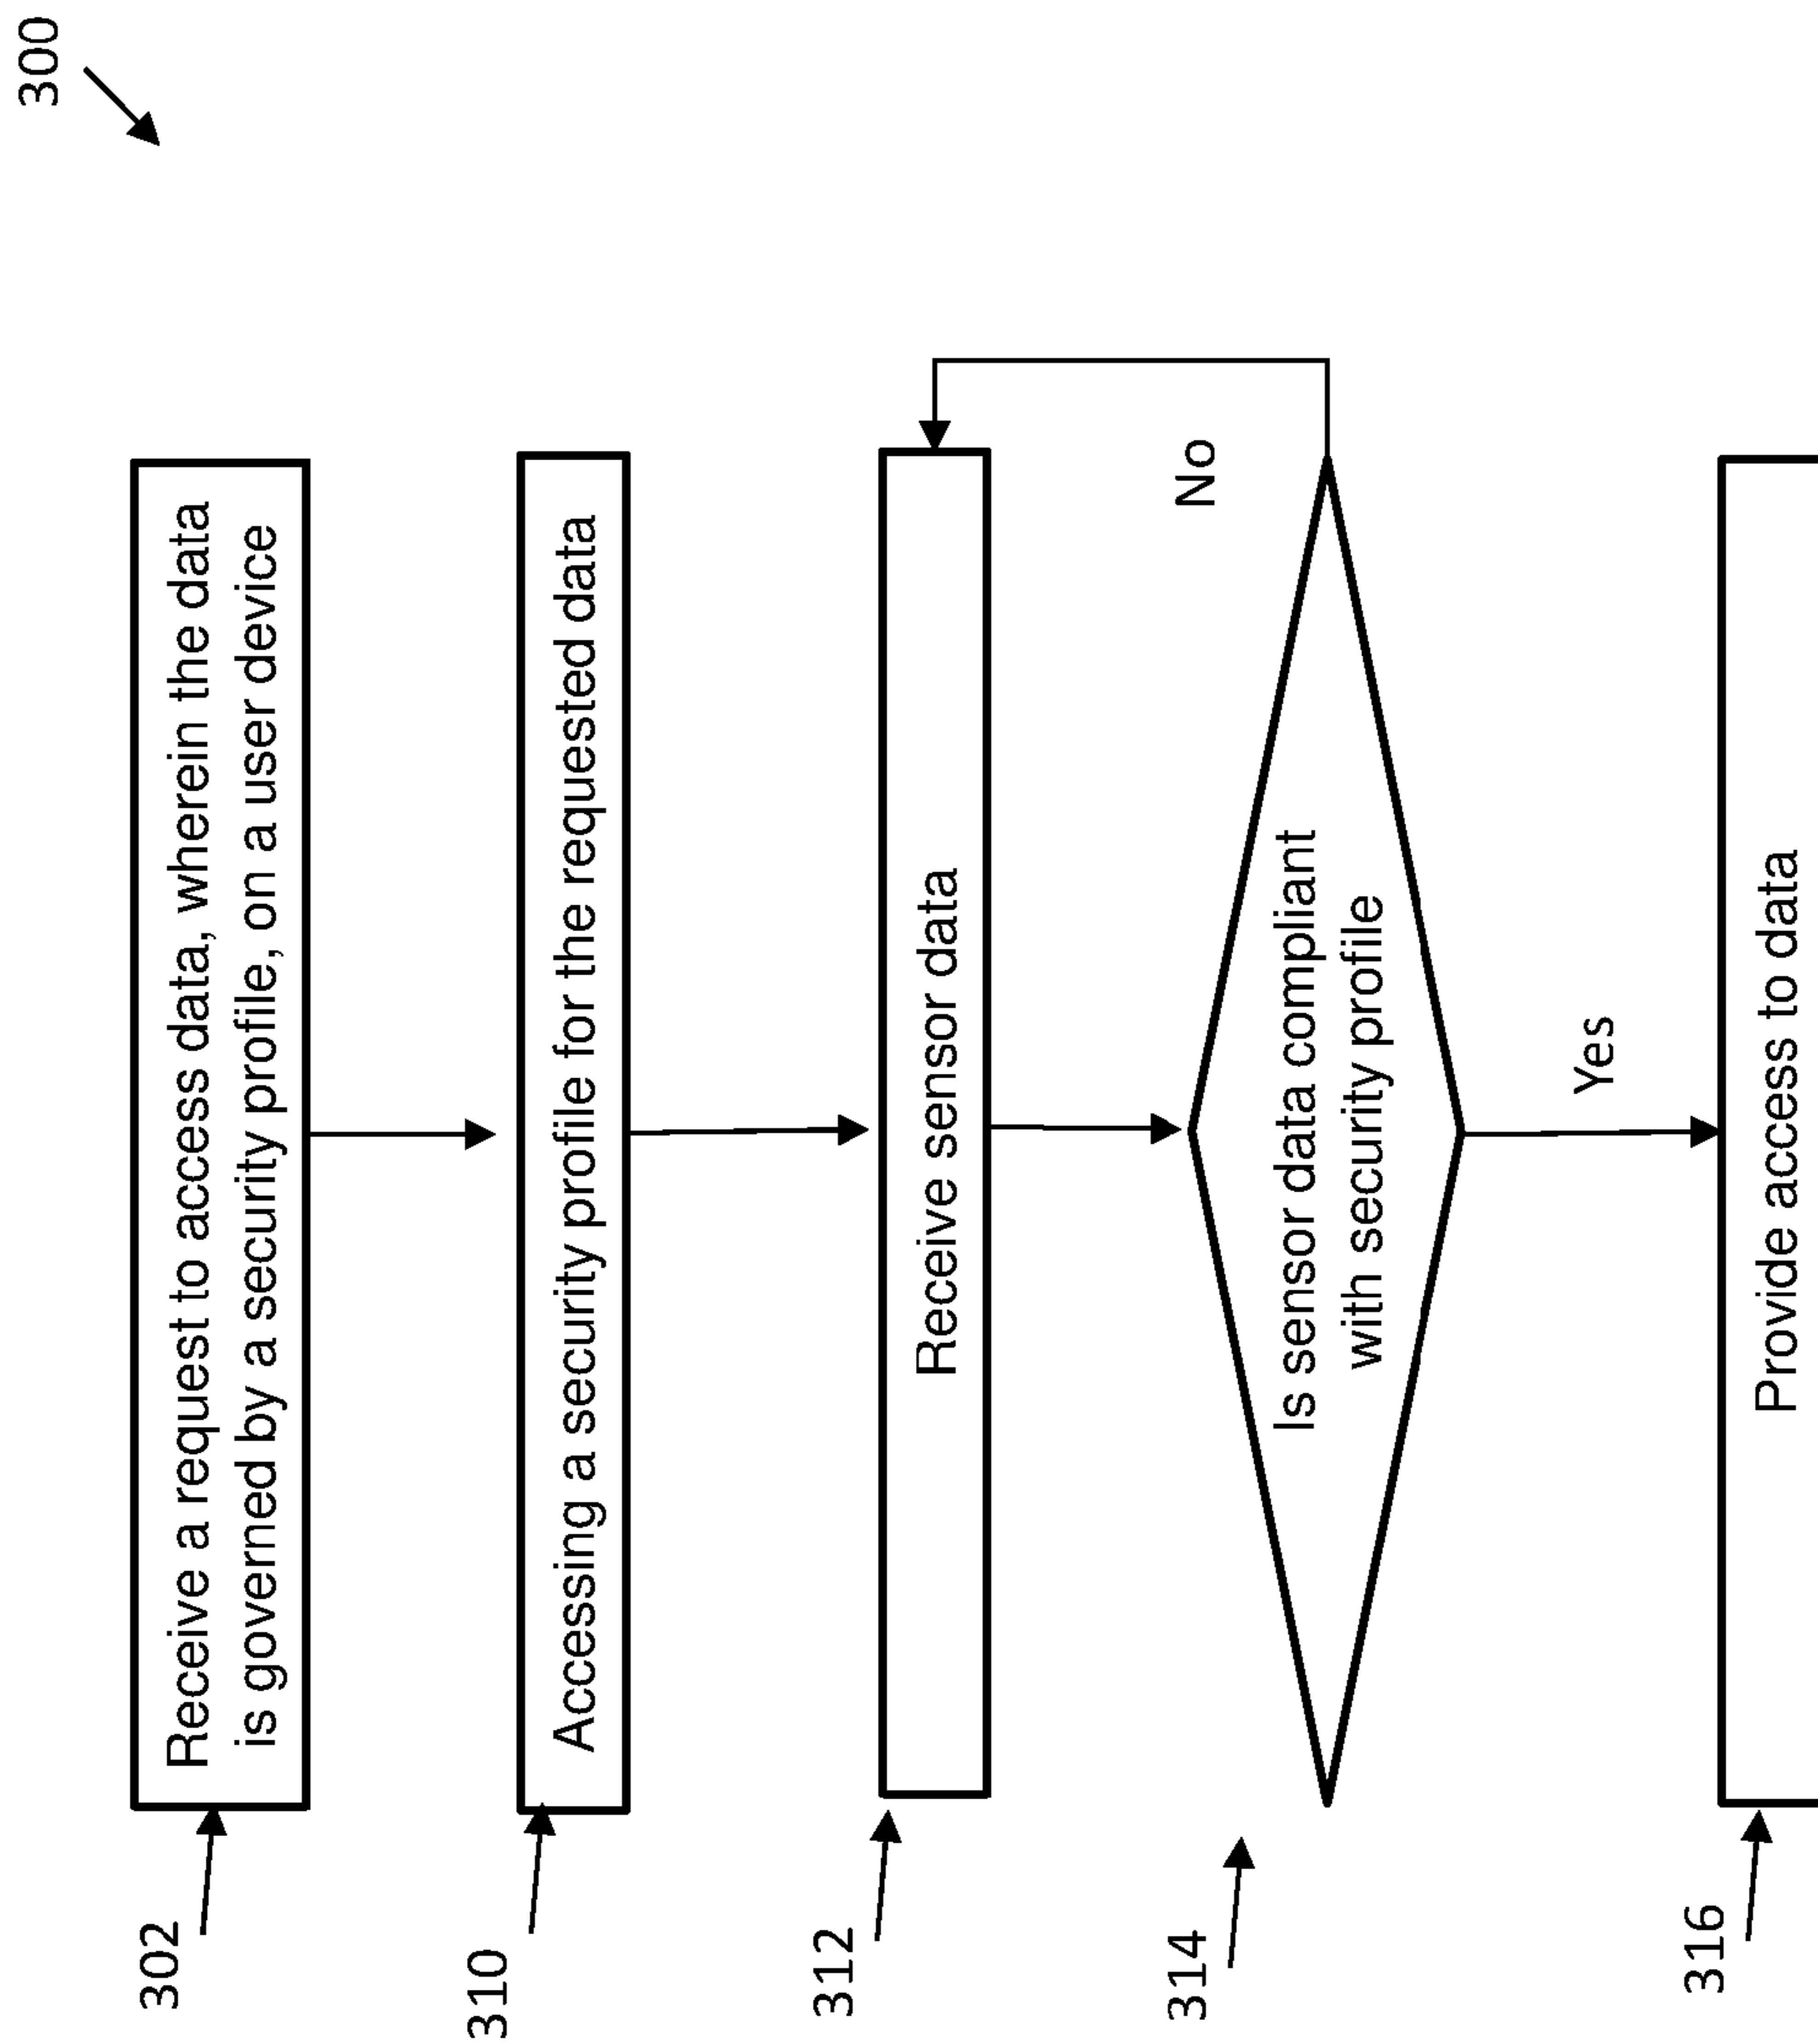 300
302
Receive a request to access data, wherein the data
is governed by a security profile, on a user device
310
Accessing a security profile for the requested data
312
Receive sensor data
314
Is sensor data compliant
with security profile
No
Yes
316
Provide access to data